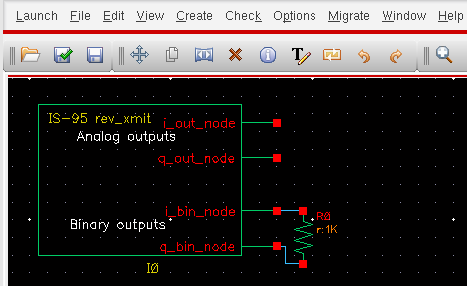 Launch File Edit View Create Check Options Migrate Window Help
T
IS-95 rev_xmit
Analog outputs
i_out_node
q_out_node
i_bin_node
Binary outputs
q_bin_node
R0
r:1K
I0